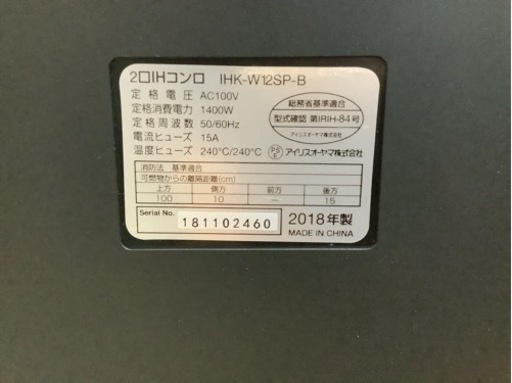 2口IHコンロ IHK-W12SP-B
定格電圧 AC100V
定格消費電力 1400W
定格周波数 50/60Hz
電流ヒューズ 15A
温度ヒューズ 240℃/240℃
総務省基準適合
型式確認 第IRIH-84号
アイリスオーヤマ株式会社
PSE アイリスオーヤマ株式会社
消防法 基準適合
可燃物からの離隔距離(cm)
上方 側方 前方 後方
100 10 — 15
Serial No. 181102460
2018年製
MADE IN CHINA